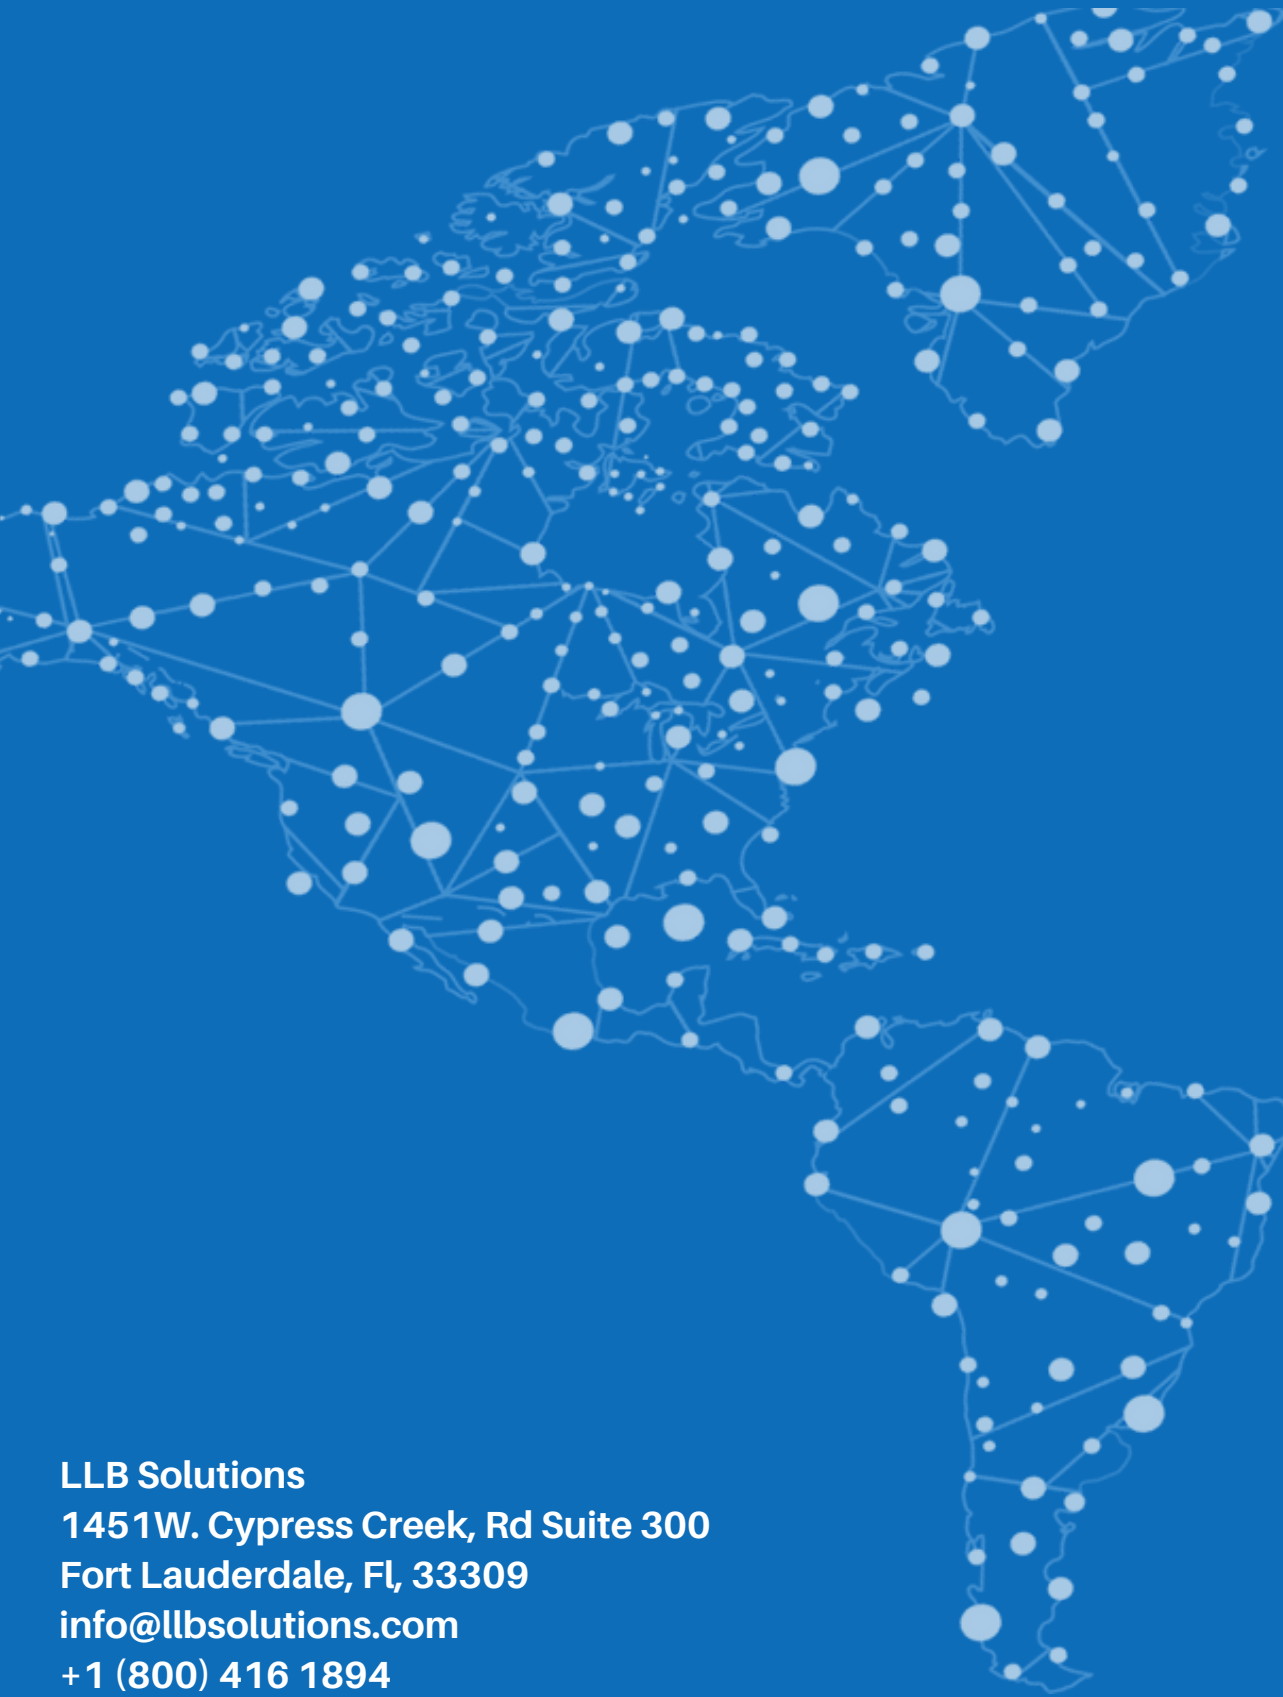 LLB Solutions
1451W. Cypress Creek, Rd Suite 300
Fort Lauderdale, Fl, 33309
info@llbsolutions.com
+1 (800) 416 1894